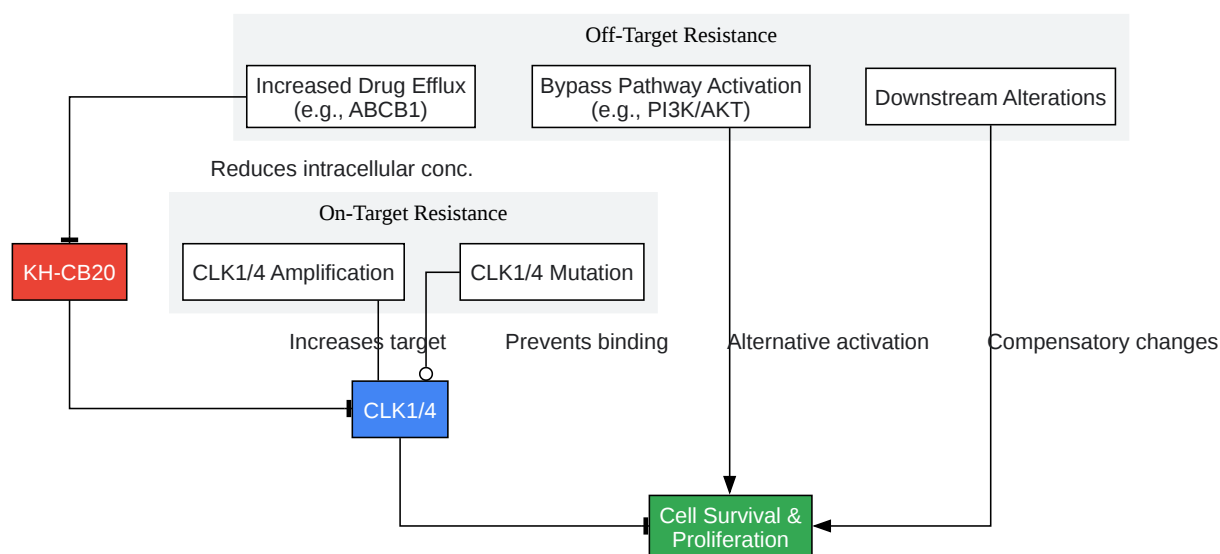 Off-Target Resistance
Increased Drug Efflux
(e.g., ABCB1)
Bypass Pathway Activation
(e.g., PI3K/AKT)
Downstream Alterations
Reduces intracellular conc.
On-Target Resistance
KH-CB20
CLK1/4 Amplification
CLK1/4 Mutation
Increases target
Prevents binding
Alternative activation
Compensatory changes
CLK1/4
Cell Survival &
Proliferation